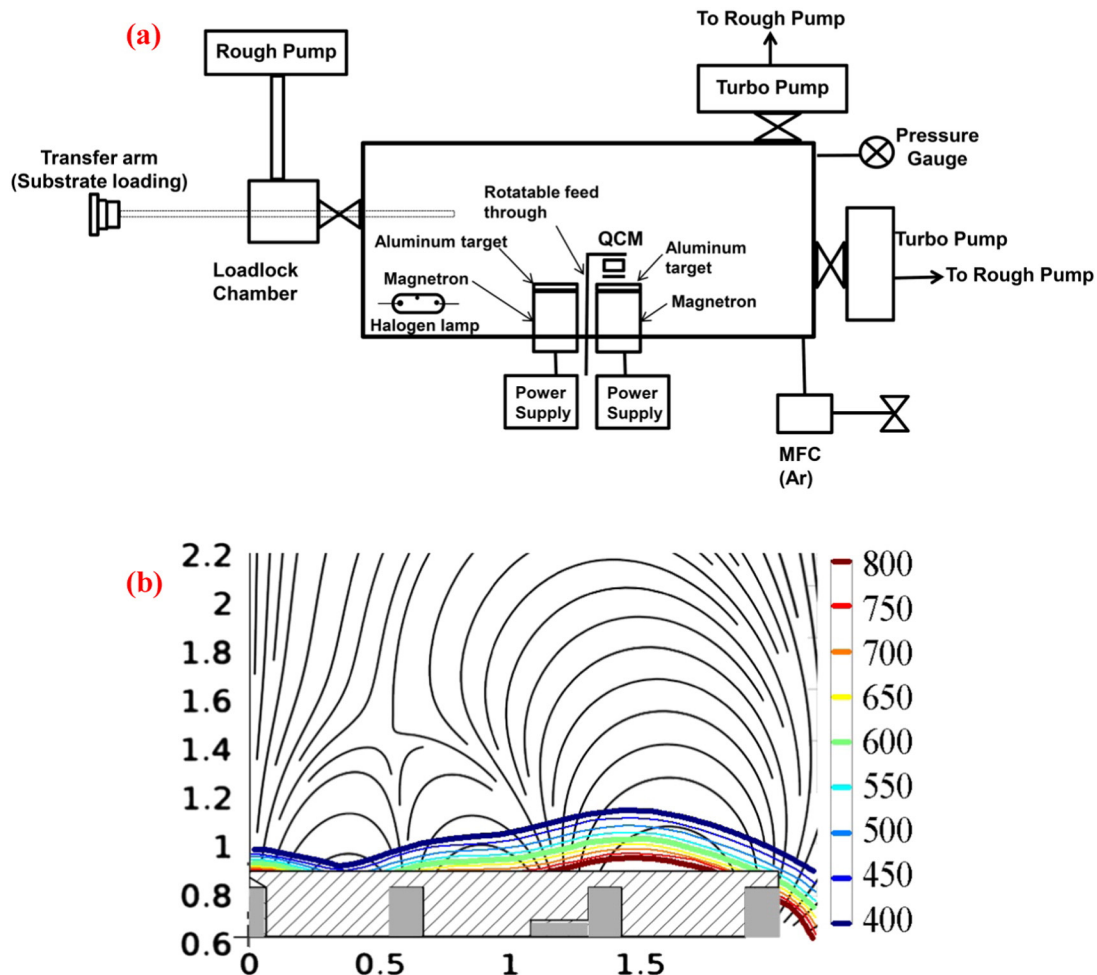 (a)
Rough Pump
To Rough Pump
Turbo Pump
Pressure
Gauge
Transfer arm
(Substrate loading)
Rotatable feed
through
QCM
Aluminum target
Aluminum
target
Turbo Pump
To Rough Pump
Loadlock
Chamber
Magnetron
Magnetron
Halogen lamp
Power
Supply
Power
Supply
MFC
(Ar)
(b)
2.2
2
1.8
1.6
1.4
1.2
1
0.8
0.6
0
0.5
1
1.5
800
750
700
650
600
550
500
450
400